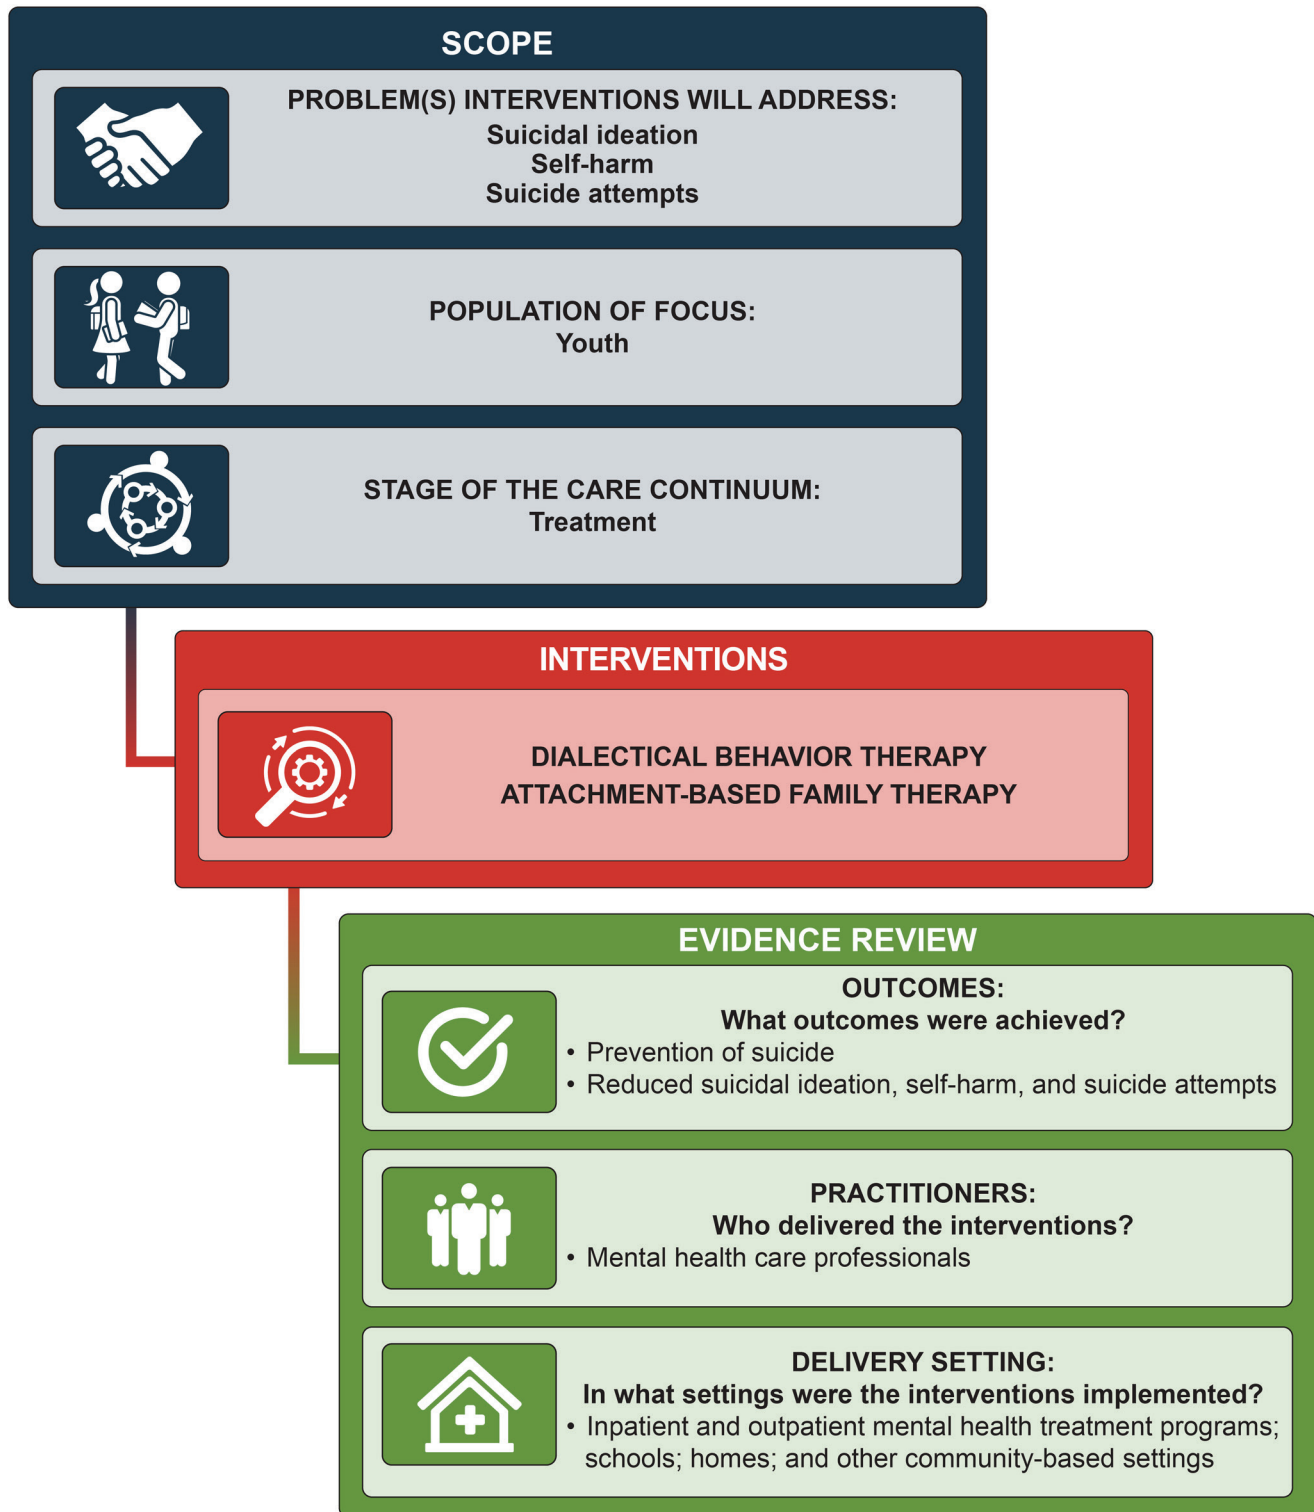 SCOPE
PROBLEM(S) INTERVENTIONS WILL ADDRESS:
Suicidal ideation
Self-harm
Suicide attempts
POPULATION OF FOCUS:
Youth
STAGE OF THE CARE CONTINUUM:
Treatment
INTERVENTIONS
DIALECTICAL BEHAVIOR THERAPY
ATTACHMENT-BASED FAMILY THERAPY
EVIDENCE REVIEW
OUTCOMES:
What outcomes were achieved?
• Prevention of suicide
• Reduced suicidal ideation, self-harm, and suicide attempts
PRACTITIONERS:
Who delivered the interventions?
• Mental health care professionals
DELIVERY SETTING:
In what settings were the interventions implemented?
• Inpatient and outpatient mental health treatment programs;
schools; homes; and other community-based settings